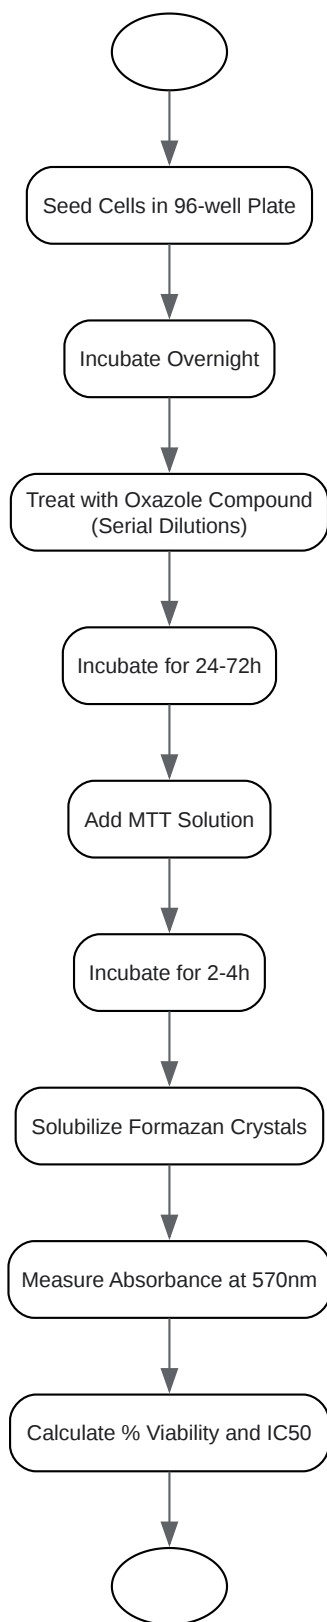 Seed Cells in 96-well Plate
Incubate Overnight
Treat with Oxazole Compound
(Serial Dilutions)
Incubate for 24-72h
Add MTT Solution
Incubate for 2-4h
Solubilize Formazan Crystals
Measure Absorbance at 570nm
Calculate % Viability and IC50